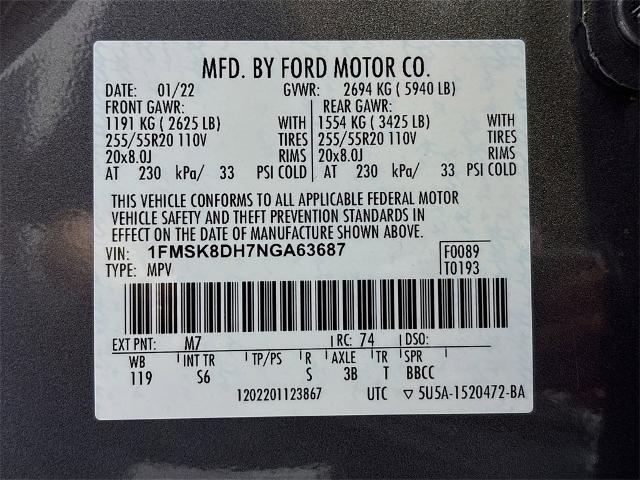 MFD. BY FORD MOTOR CO.
DATE: 01/22 GVWR: 2694 KG ( 5940 LB)
FRONT GAWR: REAR GAWR:
1191 KG ( 2625 LB) WITH 1554 KG ( 3425 LB) WITH
255/55R20 110V TIRES 255/55R20 110V TIRES
20x8.0J RIMS 20x8.0J RIMS
AT 230 kPa/ 33 PSI COLD AT 230 kPa/ 33 PSI COLD
THIS VEHICLE CONFORMS TO ALL APPLICABLE FEDERAL MOTOR
VEHICLE SAFETY AND THEFT PREVENTION STANDARDS IN
EFFECT ON THE DATE OF MANUFACTURE SHOWN ABOVE.
VIN: 1FMSK8DH7NGA63687 F0089
TYPE: MPV T0193
EXT PNT: M7 RC: 74 DSO:
WB INT TR TP/PS R AXLE TR SPR
119 S6 S 3B T BBCC
1202201123867 UTC ▽ 5U5A-1520472-BA